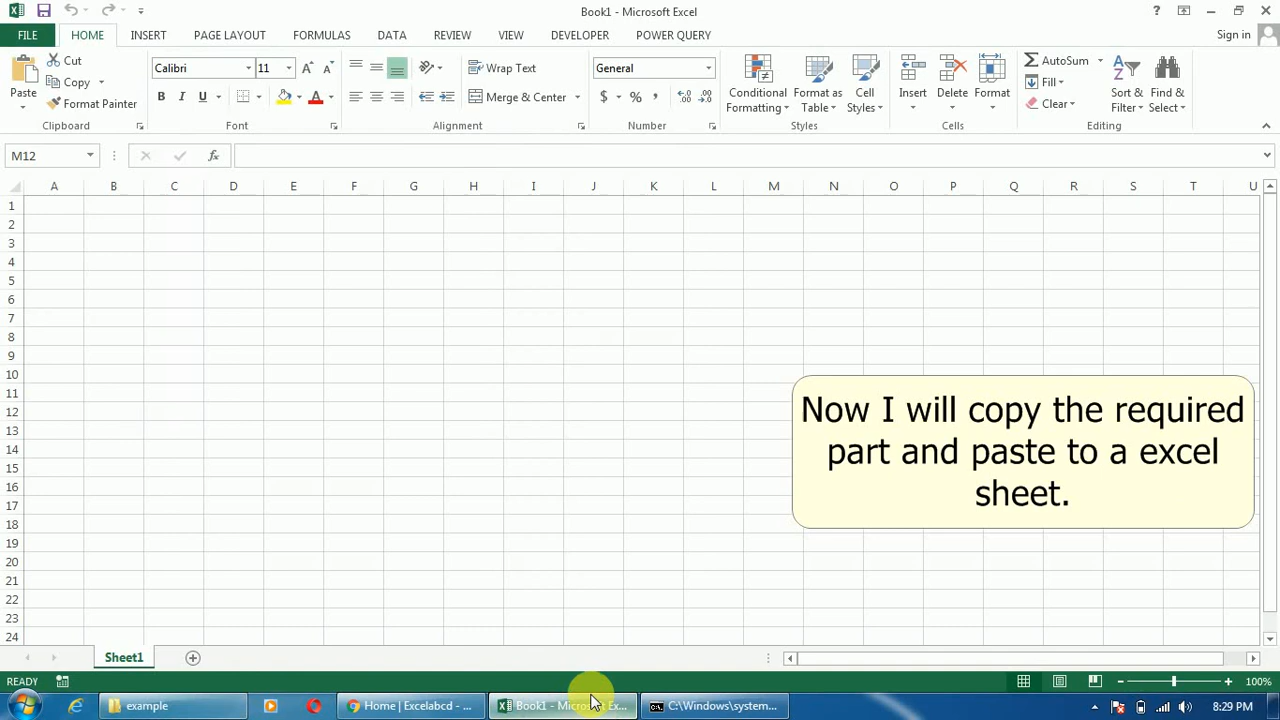 Book1 - Microsoft Excel
?
FILE HOME INSERT PAGE LAYOUT FORMULAS DATA REVIEW VIEW DEVELOPER POWER QUERY Sign in
Paste
Cut
Copy
Format Painter
Clipboard
Calibri 11
B I U A
Font
Wrap Text
Merge & Center
Alignment
General
$ % ,
Number
Conditional Formatting
Format as Table
Cell Styles
Styles
Insert Delete Format
Cells
AutoSum
Fill
Clear
Sort & Filter
Find & Select
Editing
M12 fx
A B C D E F G H I J K L M N O P Q R S T U
1
2
3
4
5
6
7
8
9
10
11
12
13
14
15
16
17
18
19
20
21
22
23
24
Now I will copy the required
part and paste to a excel
sheet.
Sheet1
READY 100%
example Home | Excelabcd - ... Book1 - Microsoft Ex... C:\Windows\system... 8:29 PM